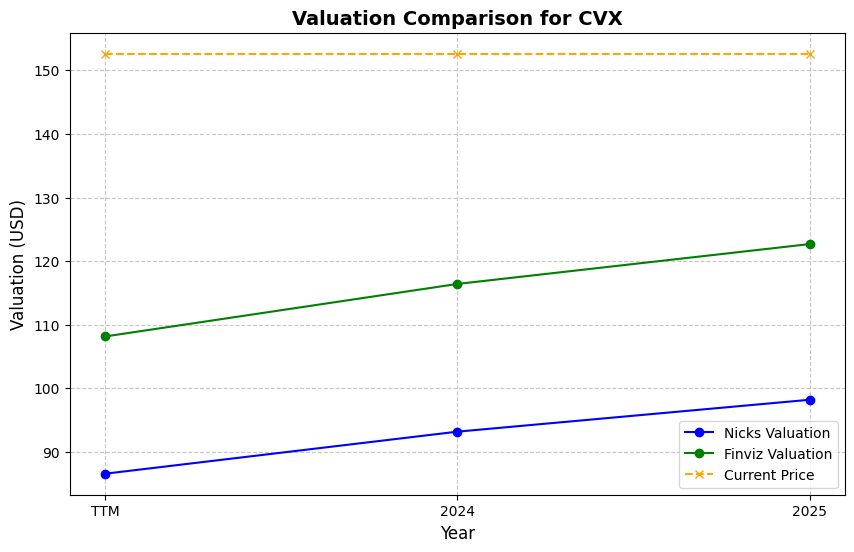 Valuation Comparison for CVX
Valuation (USD)
150
140
130
120
110
100
90
TTM
2024
2025
Year
Nicks Valuation
Finviz Valuation
Current Price